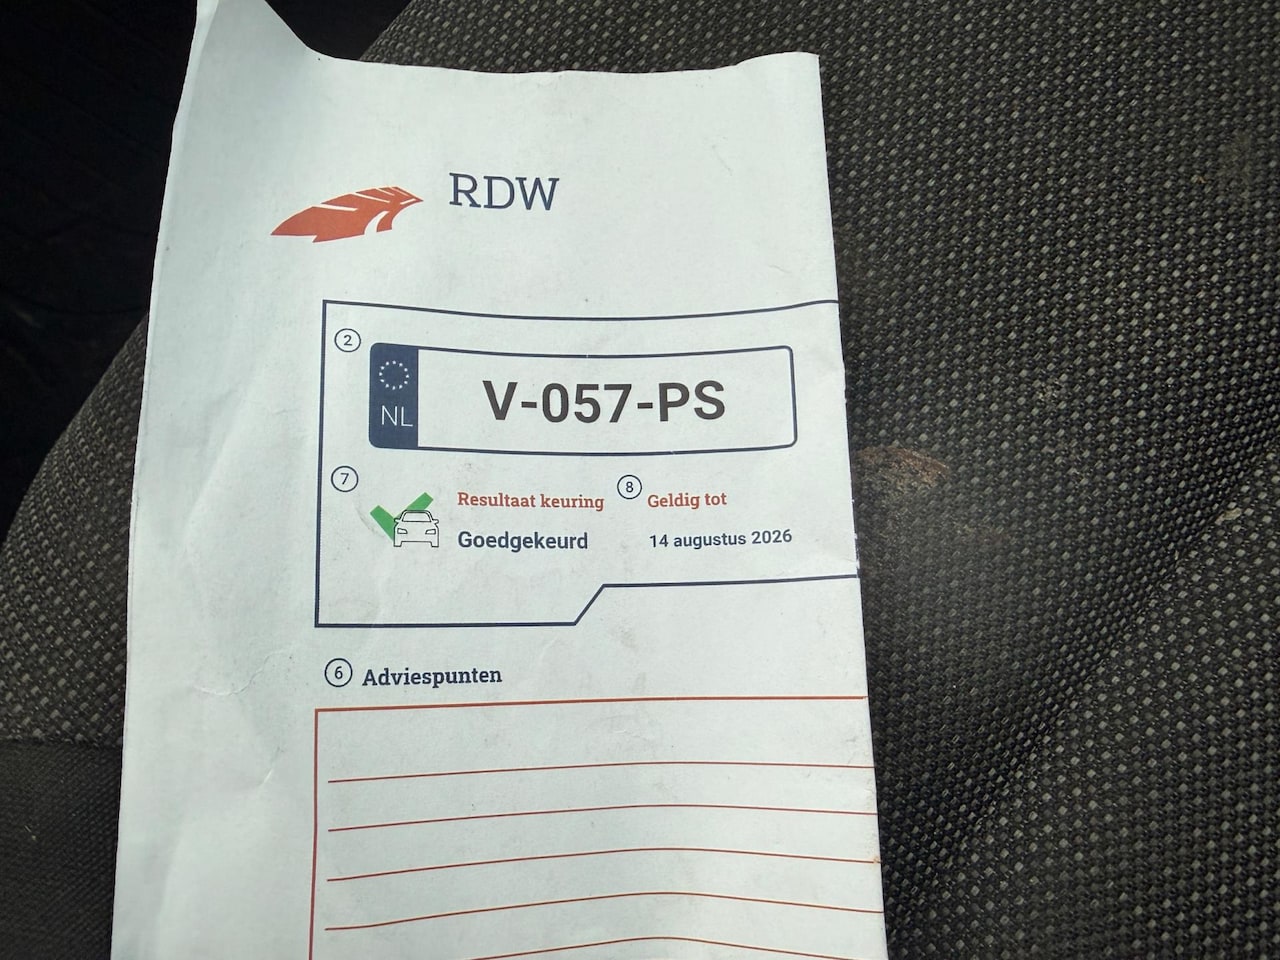 RDW
2
NL
V-057-PS
7
Resultaat keuring
8
Geldig tot
Goedgekeurd
14 augustus 2026
6 Adviespunten